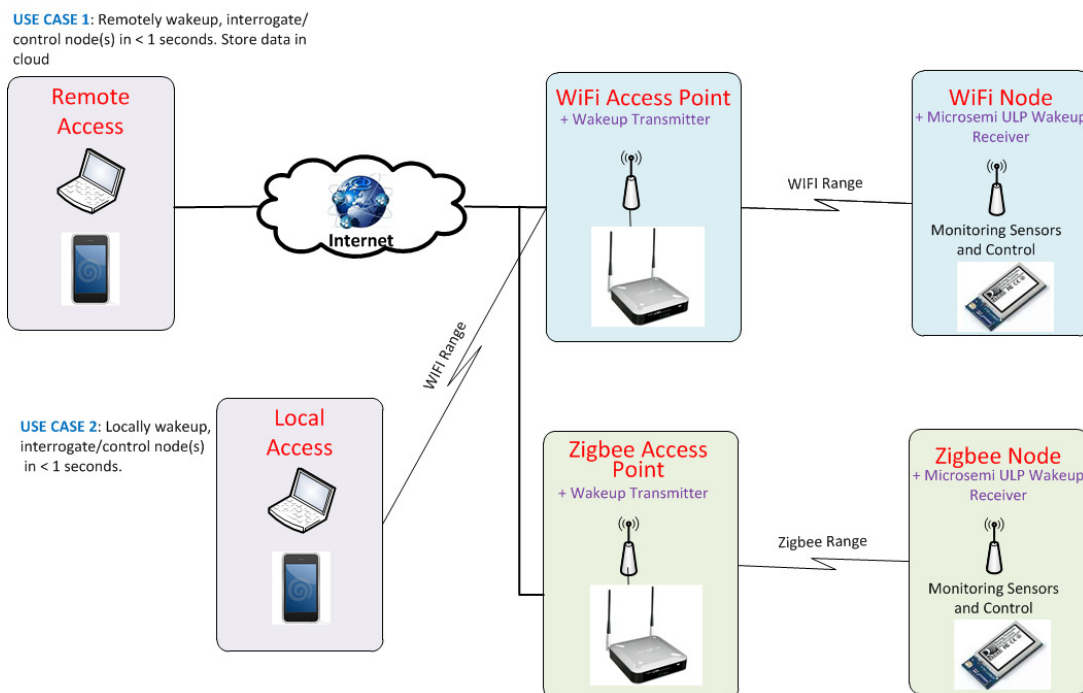 USE CASE 1: Remotely wakeup, interrogate/
control node(s) in < 1 seconds. Store data in
cloud
Remote
Access
Internet
WiFi Access Point
+ Wakeup Transmitter
WIFI Range
WiFi Node
+ Microsemi ULP Wakeup
Receiver
Monitoring Sensors
and Control
WIFI Range
USE CASE 2: Locally wakeup,
interrogate/control node(s)
in < 1 seconds.
Local
Access
Zigbee Access
Point
+ Wakeup Transmitter
Zigbee Range
Zigbee Node
+ Microsemi ULP Wakeup
Receiver
Monitoring Sensors
and Control